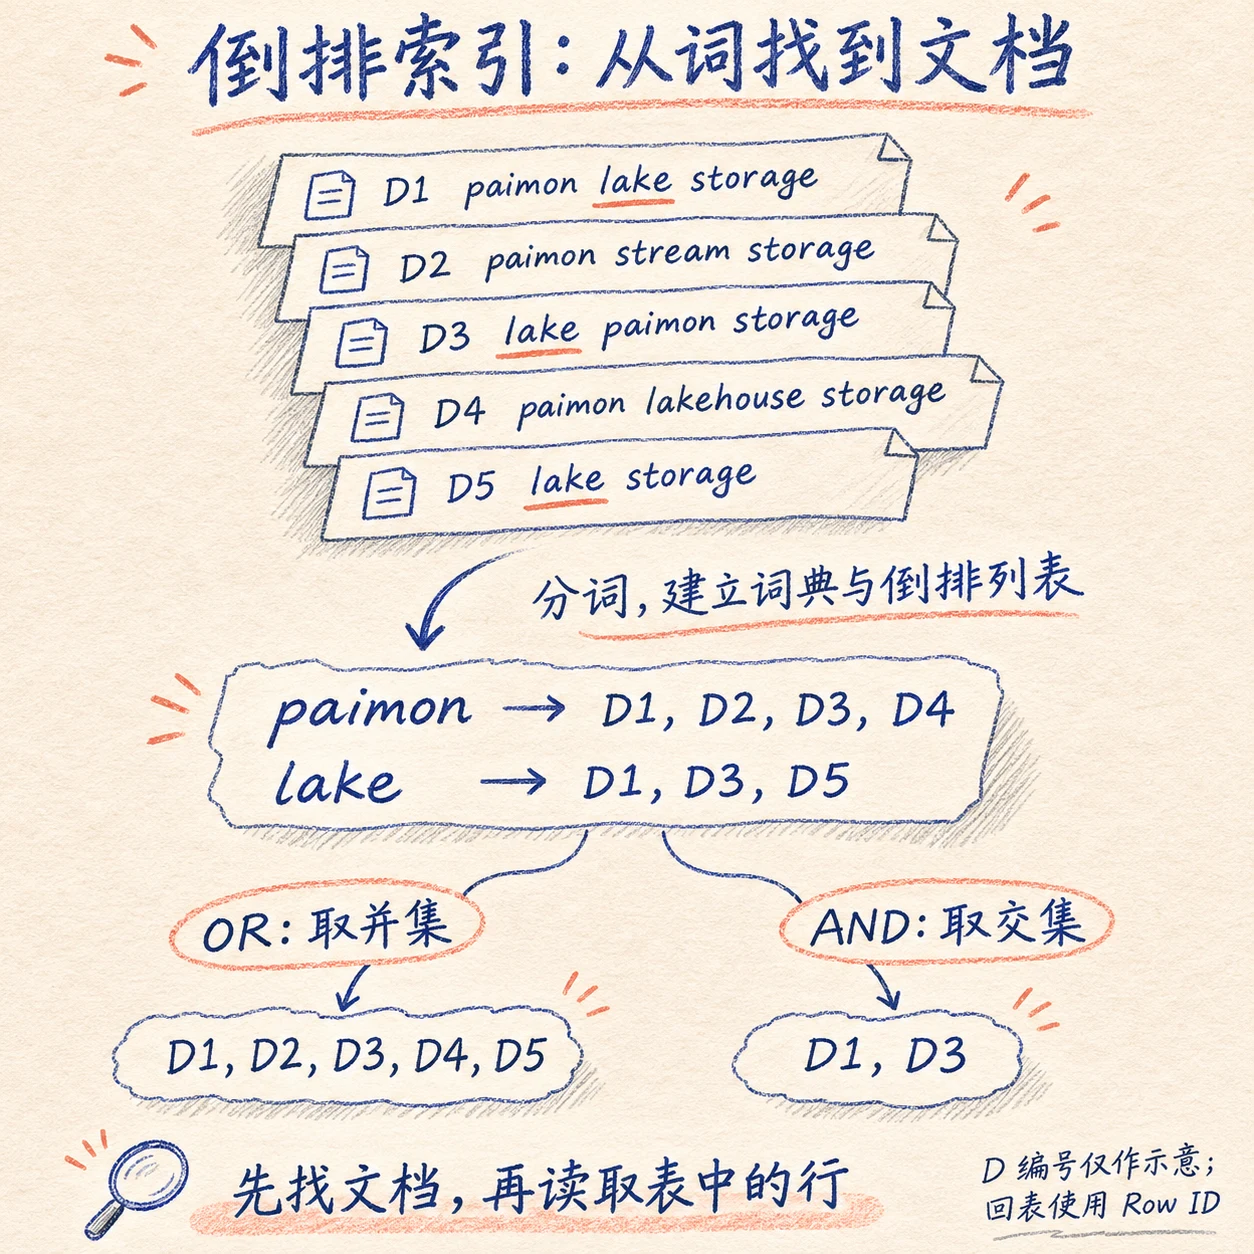 倒排索引：从词找到文档
D1 paimon lake storage
D2 paimon stream storage
D3 lake paimon storage
D4 paimon lakehouse storage
D5 lake storage
分词，建立词典与倒排列表
paimon → D1, D2, D3, D4
lake → D1, D3, D5
OR：取并集
AND：取交集
D1, D2, D3, D4, D5
D1, D3
先找文档，再读取表中的行
D 编号仅作示意；
回表使用 Row ID